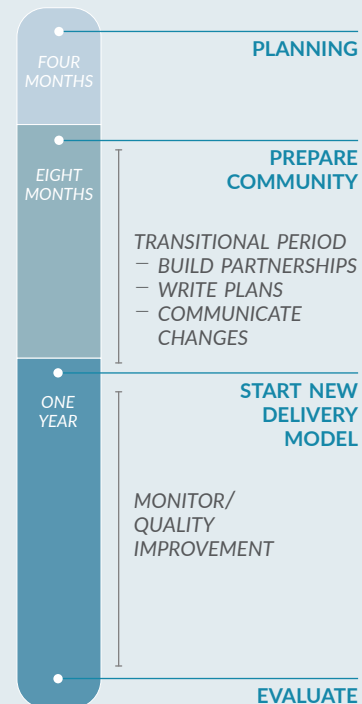 FOUR
MONTHS
PLANNING
EIGHT
MONTHS
PREPARE
COMMUNITY
TRANSITIONAL PERIOD
– BUILD PARTNERSHIPS
– WRITE PLANS
– COMMUNICATE
CHANGES
ONE
YEAR
START NEW
DELIVERY
MODEL
MONITOR/
QUALITY
IMPROVEMENT
EVALUATE